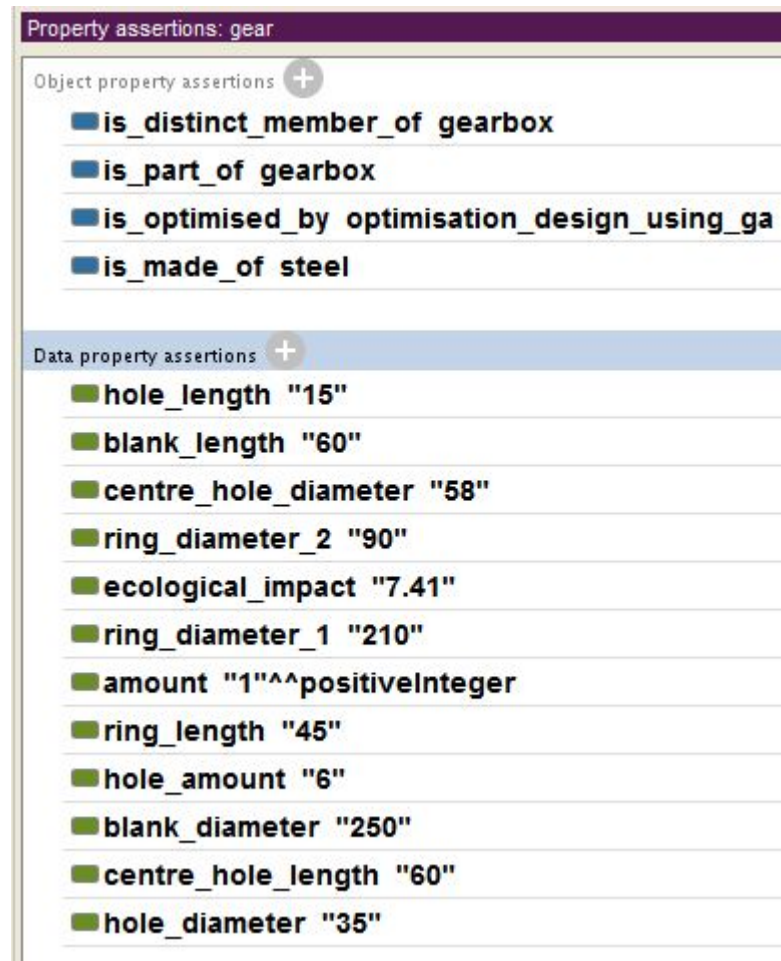 Property assertions: gear
Object property assertions
is_distinct_member_of gearbox
is_part_of gearbox
is_optimised_by optimisation_design_using_ga
is_made_of steel
Data property assertions
hole_length "15"
blank_length "60"
centre_hole_diameter "58"
ring_diameter_2 "90"
ecological_impact "7.41"
ring_diameter_1 "210"
amount "1"^^positiveInteger
ring_length "45"
hole_amount "6"
blank_diameter "250"
centre_hole_length "60"
hole_diameter "35"